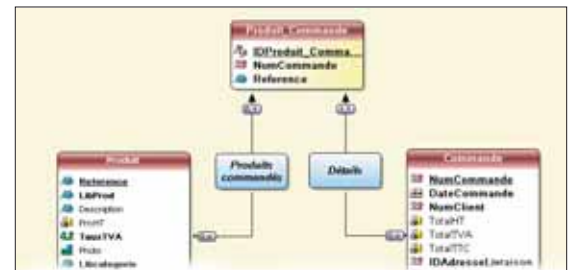 Produit_Commande
IDProduit_Comma...
NumCommande
Reference
Produit
Reference
LibProd
Description
PrixHT
TauxTVA
Photo
LibcategorIe
Produits
commandés
Détails
Commande
NumCommande
DateCommande
NumClient
TotalHT
TotalTVA
TotalTTC
IDAdresseLivraison